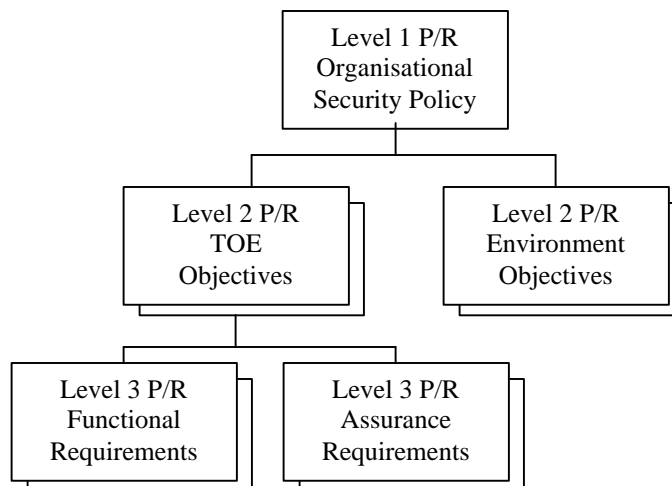 Level 1 P/R
Organisational
Security Policy
Level 2 P/R
TOE
Objectives
Level 2 P/R
Environment
Objectives
Level 3 P/R
Functional
Requirements
Level 3 P/R
Assurance
Requirements